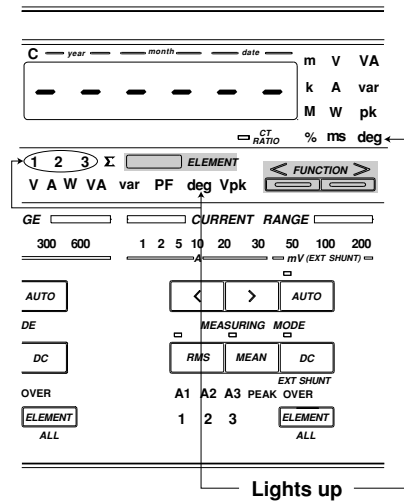 C year month date m V VA
- - - - - - k A var
M W pk
CT RATIO % ms deg
1 2 3 Σ ELEMENT
V A W VA var PF deg Vpk < FUNCTION >
GE CURRENT RANGE
300 600 1 2 5 10 20 30 50 100 200
A mV (EXT SHUNT)
AUTO < > AUTO
DE MEASURING MODE
DC RMS MEAN DC
EXT SHUNT
OVER A1 A2 A3 PEAK OVER
ELEMENT 1 2 3 ELEMENT
ALL ALL
Lights up